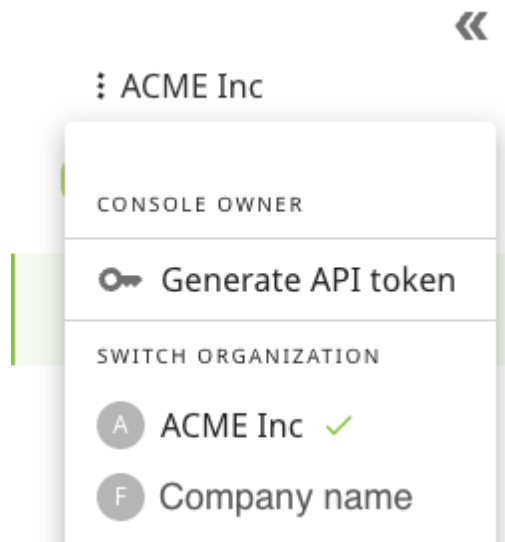 ACME Inc
CONSOLE OWNER
Generate API token
SWITCH ORGANIZATION
A ACME Inc
F Company name